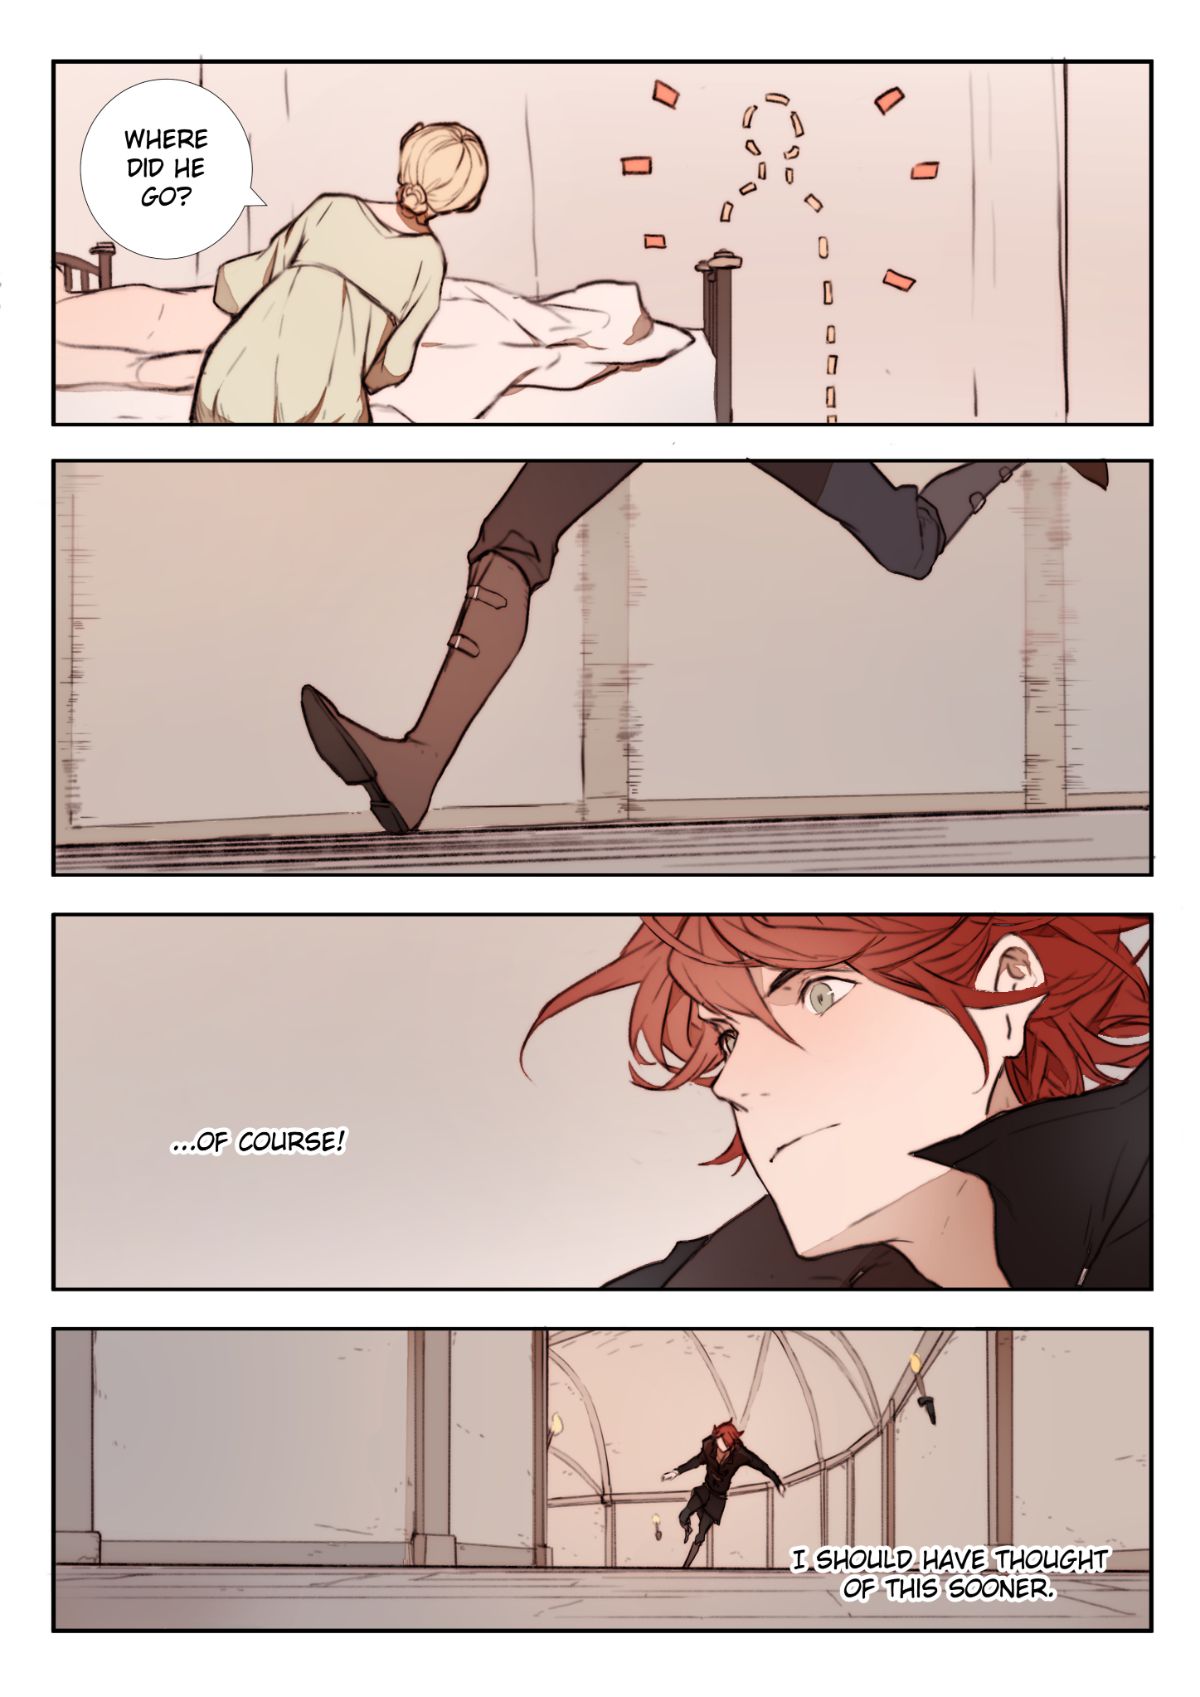 WHERE
DID HE
GO?
...OF COURSE!
I SHOULD HAVE THOUGHT
OF THIS SOONER.